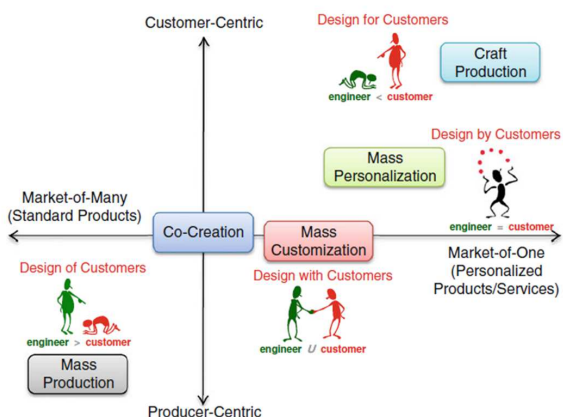 Customer-Centric
Design for Customers
Craft
Production
engineer < customer
Design by Customers
Mass
Personalization
engineer = customer
Market-of-Many
(Standard Products)
Co-Creation
Mass
Customization
Market-of-One
(Personalized
Products/Services)
Design of Customers
engineer > customer
Mass
Production
Design with Customers
engineer U customer
Producer-Centric